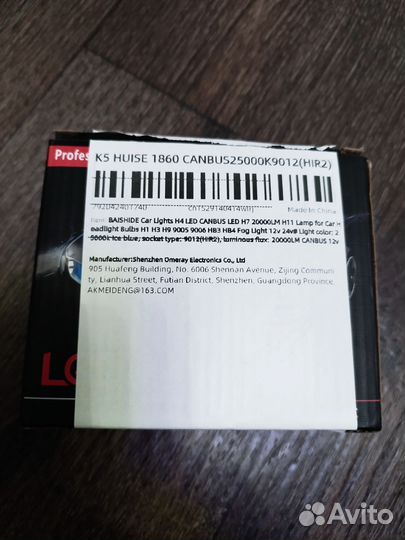 Profes
K5 HUISE 1860 CANBUS25000K9012(HIR2)
Made In China
Item: BAISHIDE Car Lights H4 LED CANBUS LED H7 20000LM H11 Lamp for Car H
eadlight Bulbs H1 H3 H9 9005 9006 HB3 HB4 Fog Light 12v 24v# Light color: 2
5000k Ice blue; socket type: 9012(HIR2), luminous flux: 20000LM CANBUS 12v
Manufacturer:Shenzhen Omeray Electronics Co., Ltd
905 Huafeng Building, No. 6006 Shennan Avenue, Zijing Communi
ty, Lianhua Street, Futian District, Shenzhen, Guangdong Province.
AKMEIDENG@163.COM
LO
Avito